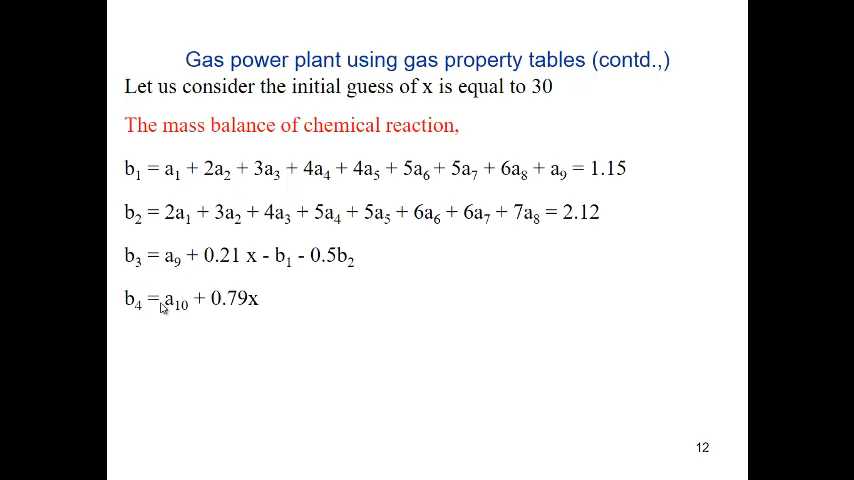 Gas power plant using gas property tables (contd.,)
Let us consider the initial guess of x is equal to 30
The mass balance of chemical reaction,
b₁ = a₁ + 2a₂ + 3a₃ + 4a₄ + 4a₅ + 5a₆ + 5a₇ + 6a₈ + a₉ = 1.15
b₂ = 2a₁ + 3a₂ + 4a₃ + 5a₄ + 5a₅ + 6a₆ + 6a₇ + 7a₈ = 2.12
b₃ = a₉ + 0.21 x - b₁ - 0.5b₂
b₄ = a₁₀ + 0.79x
12